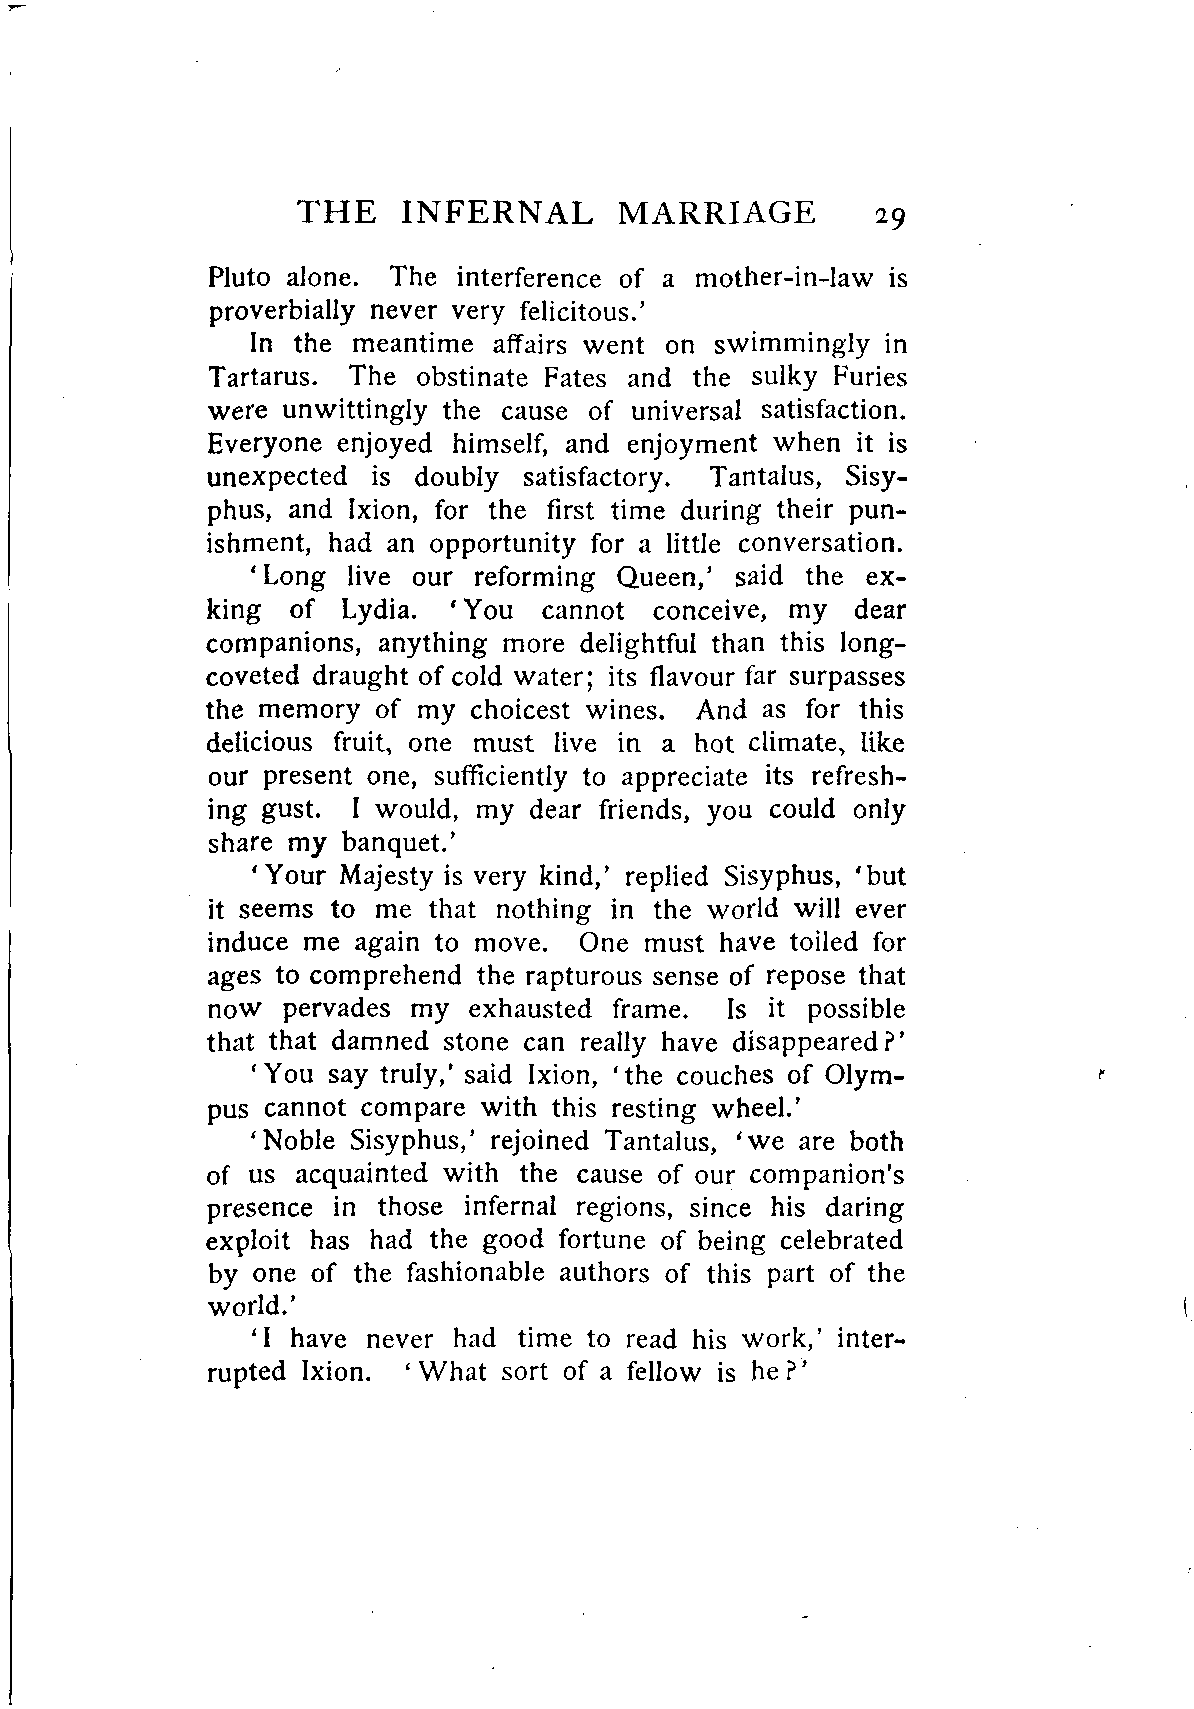 THE INFERNAL MARRIAGE 29
Pluto alone. The interference of a mother-in-law is
proverbially never very felicitous.'
In the meantime affairs went on swimmingly in
Tartarus. The obstinate Fates and the sulky Furies
were unwittingly the cause of universal satisfaction.
Everyone enjoyed himself, and enjoyment when it is
unexpected is doubly satisfactory. Tantalus, Sisy-
phus, and Ixion, for the first time during their pun-
ishment, had an opportunity for a little conversation.
'Long live our reforming Queen,' said the ex-
king of Lydia. 'You cannot conceive, my dear
companions, anything more delightful than this long-
coveted draught of cold water; its flavour far surpasses
the memory of my choicest wines. And as for this
delicious fruit, one must live in a hot climate, like
our present one, sufficiently to appreciate its refresh-
ing gust. I would, my dear friends, you could only
share my banquet.'
'Your Majesty is very kind,' replied Sisyphus, 'but
it seems to me that nothing in the world will ever
induce me again to move. One must have toiled for
ages to comprehend the rapturous sense of repose that
now pervades my exhausted frame. Is it possible
that that damned stone can really have disappeared?'
'You say truly,' said Ixion, 'the couches of Olym-
pus cannot compare with this resting wheel.'
'Noble Sisyphus,' rejoined Tantalus, 'we are both
of us acquainted with the cause of our companion's
presence in those infernal regions, since his daring
exploit has had the good fortune of being celebrated
by one of the fashionable authors of this part of the
world.'
'I have never had time to read his work,' inter-
rupted Ixion. 'What sort of a fellow is he?'